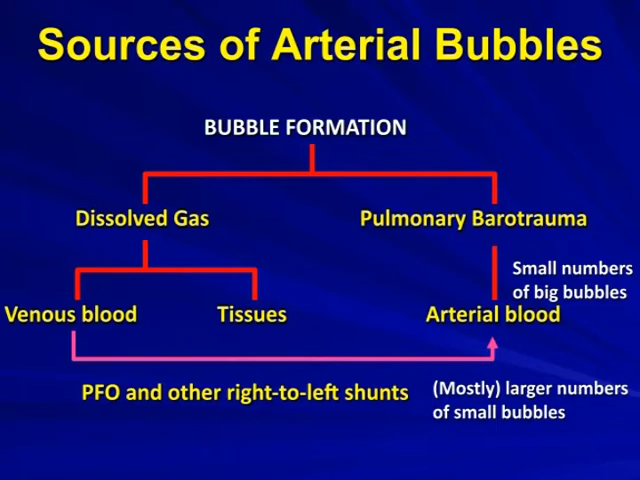 Sources of Arterial Bubbles
BUBBLE FORMATION
Dissolved Gas
Pulmonary Barotrauma
Small numbers
of big bubbles
Venous blood
Tissues
Arterial blood
PFO and other right-to-left shunts
(Mostly) larger numbers
of small bubbles